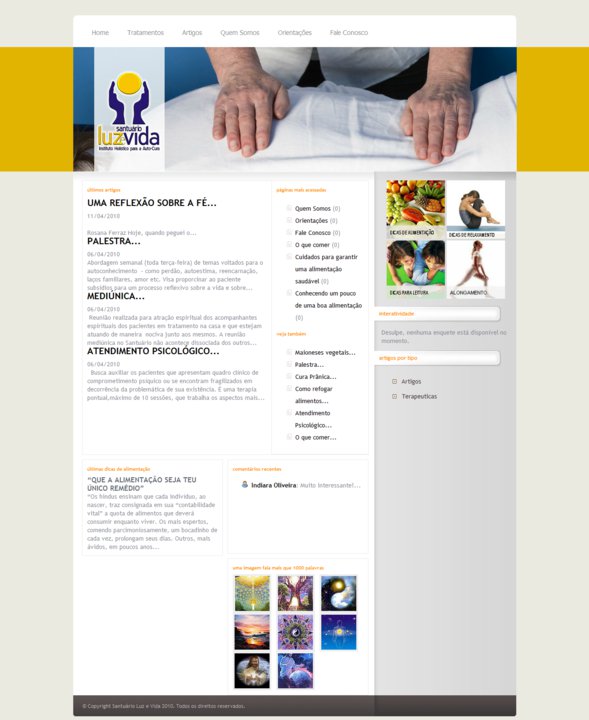 Home Tratamentos Artigos Quem Somos Orientações Fale Conosco
santuário
luz&vida
Instituto Holístico para a Auto-Cura
últimos artigos
UMA REFLEXÃO SOBRE A FÉ...
11/04/2010
Rosana Ferraz Hoje, quando peguei o...
PALESTRA...
06/04/2010
Abordagem semanal (toda terça-feira) de temas voltados para o
autoconhecimento - como perdão, autoestima, reencarnação,
laços familiares, amor etc. Visa proporcinar ao paciente
subsídios para um processo reflexivo sobre a vida e sobre...
MEDIÚNICA...
06/04/2010
Reunião realizada para atração espiritual dos acompanhantes
espirituais dos pacientes em tratamento na casa e que estejam
atuando de maneira nociva junto aos mesmos. A reunião
mediúnica no Santuário não acontece dissociada dos outros...
ATENDIMENTO PSICOLÓGICO...
06/04/2010
Busca auxiliar os pacientes que apresentam quadro clínico de
comprometimento psíquico ou se encontram fragilizados em
decorrência da problemática de sua existência. É uma terapia
pontual,máximo de 10 sessões, que trabalha os aspectos mais...
páginas mais acessadas
Quem Somos (0)
Orientações (0)
Fale Conosco (0)
O que comer (0)
Cuidados para garantir
uma alimentação
saudável (0)
Conhecendo um pouco
de uma boa alimentação
(0)
veja também
Maioneses vegetais...
Palestra...
Cura Prânica...
Como refogar
alimentos...
Atendimento
Psicológico...
O que comer...
DICAS DE ALIMENTAÇÃO
DICAS DE RELAXAMENTO
DICAS PARA LEITURA
ALONGAMENTO
interatividade
Desulpe, nenhuma enquete está disponível no
momento.
artigos por tipo
Artigos
Terapeuticas
últimas dicas de alimentação
“QUE A ALIMENTAÇÃO SEJA TEU
ÚNICO REMÉDIO”
“Os hindus ensinam que cada indivíduo, ao
nascer, traz consignada em sua “contabilidade
vital” a quota de alimentos que deverá
consumir enquanto viver. Os mais espertos,
comendo parcimoniosamente, um bocadinho de
cada vez, prolongam seus dias. Outros, mais
ávidos, em poucos anos...
comentários recentes
Indiara Oliveira: Muito interessante!...
uma imagem fala mais que 1000 palavras
© Copyright Santuário Luz e Vida 2010. Todos os direitos reservados.